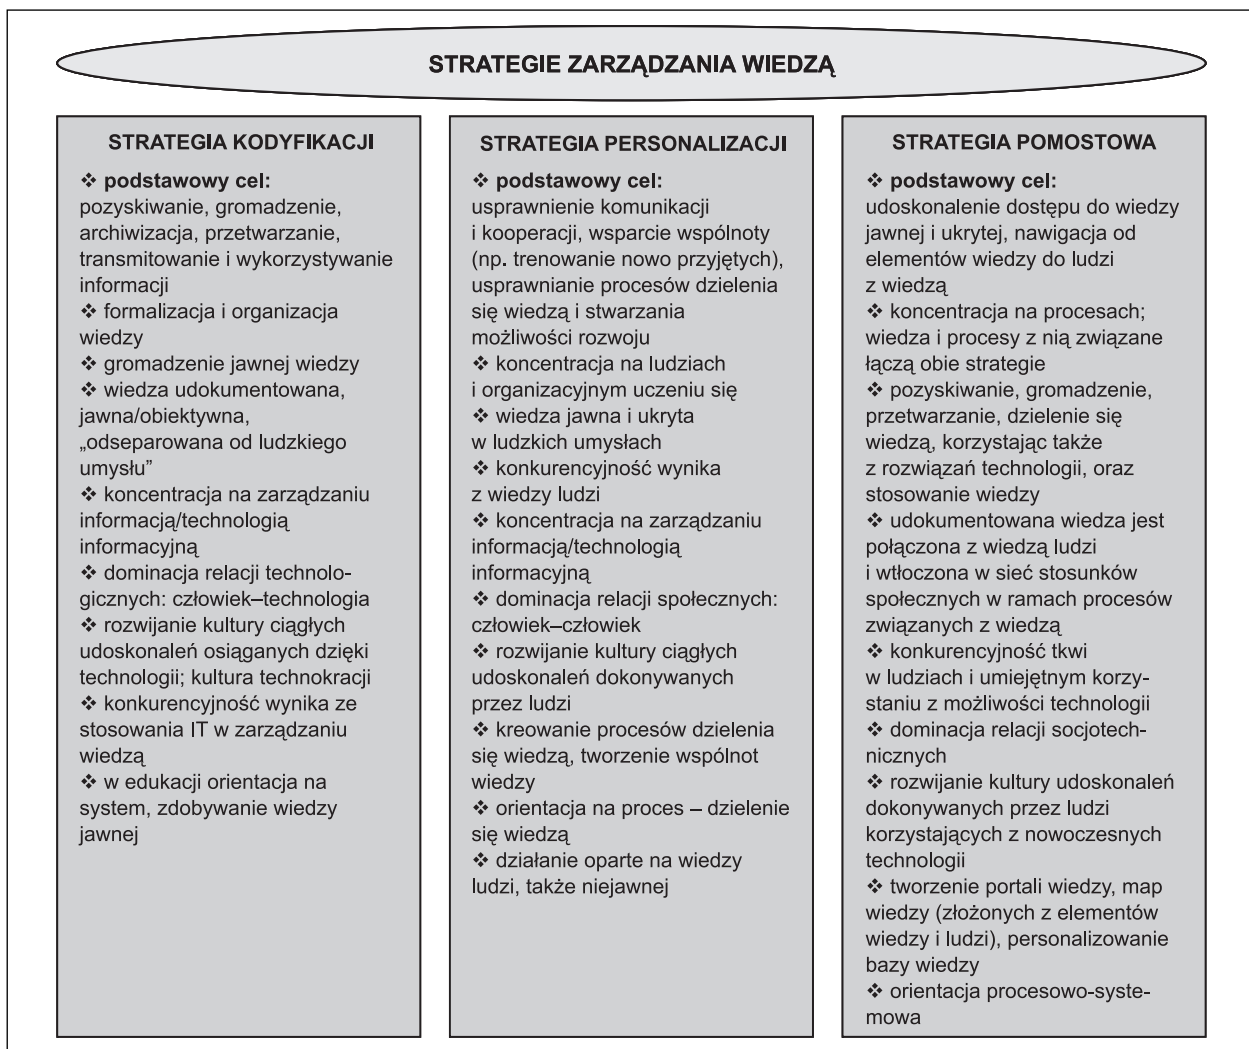 STRATEGIE ZARZĄDZANIA WIEDZĄ
STRATEGIA KODYFIKACJI
❖ podstawowy cel:
pozyskiwanie, gromadzenie,
archiwizacja, przetwarzanie,
transmitowanie i wykorzystywanie
informacji
❖ formalizacja i organizacja
wiedzy
❖ gromadzenie jawnej wiedzy
❖ wiedza udokumentowana,
jawna/obiektywna,
„odseparowana od ludzkiego
umysłu”
❖ koncentracja na zarządzaniu
informacją/technologią
informacyjną
❖ dominacja relacji technolo-
gicznych: człowiek–technologia
❖ rozwijanie kultury ciągłych
udoskonaleń osiąganych dzięki
technologii; kultura technokracji
❖ konkurencyjność wynika ze
stosowania IT w zarządzaniu
wiedzą
❖ w edukacji orientacja na
system, zdobywanie wiedzy
jawnej
STRATEGIA PERSONALIZACJI
❖ podstawowy cel:
usprawnienie komunikacji
i kooperacji, wsparcie wspólnoty
(np. trenowanie nowo przyjętych),
usprawnianie procesów dzielenia
się wiedzą i stwarzania
możliwości rozwoju
❖ koncentracja na ludziach
i organizacyjnym uczeniu się
❖ wiedza jawna i ukryta
w ludzkich umysłach
❖ konkurencyjność wynika
z wiedzy ludzi
❖ koncentracja na zarządzaniu
informacją/technologią
informacyjną
❖ dominacja relacji społecznych:
człowiek–człowiek
❖ rozwijanie kultury ciągłych
udoskonaleń dokonywanych
przez ludzi
❖ kreowanie procesów dzielenia
się wiedzą, tworzenie wspólnot
wiedzy
❖ orientacja na proces – dzielenie
się wiedzą
❖ działanie oparte na wiedzy
ludzi, także niejawnej
STRATEGIA POMOSTOWA
❖ podstawowy cel:
udoskonalenie dostępu do wiedzy
jawnej i ukrytej, nawigacja od
elementów wiedzy do ludzi
z wiedzą
❖ koncentracja na procesach;
wiedza i procesy z nią związane
łączą obie strategie
❖ pozyskiwanie, gromadzenie,
przetwarzanie, dzielenie się
wiedzą, korzystając także
z rozwiązań technologii, oraz
stosowanie wiedzy
❖ udokumentowana wiedza jest
połączona z wiedzą ludzi
i wtłoczona w sieć stosunków
społecznych w ramach procesów
związanych z wiedzą
❖ konkurencyjność tkwi
w ludziach i umiejętnym korzy-
staniu z możliwości technologii
❖ dominacja relacji socjotech-
nicznych
❖ rozwijanie kultury udoskonaleń
dokonywanych przez ludzi
korzystających z nowoczesnych
technologii
❖ tworzenie portali wiedzy, map
wiedzy (złożonych z elementów
wiedzy i ludzi), personalizowanie
bazy wiedzy
❖ orientacja procesowo-syste-
mowa